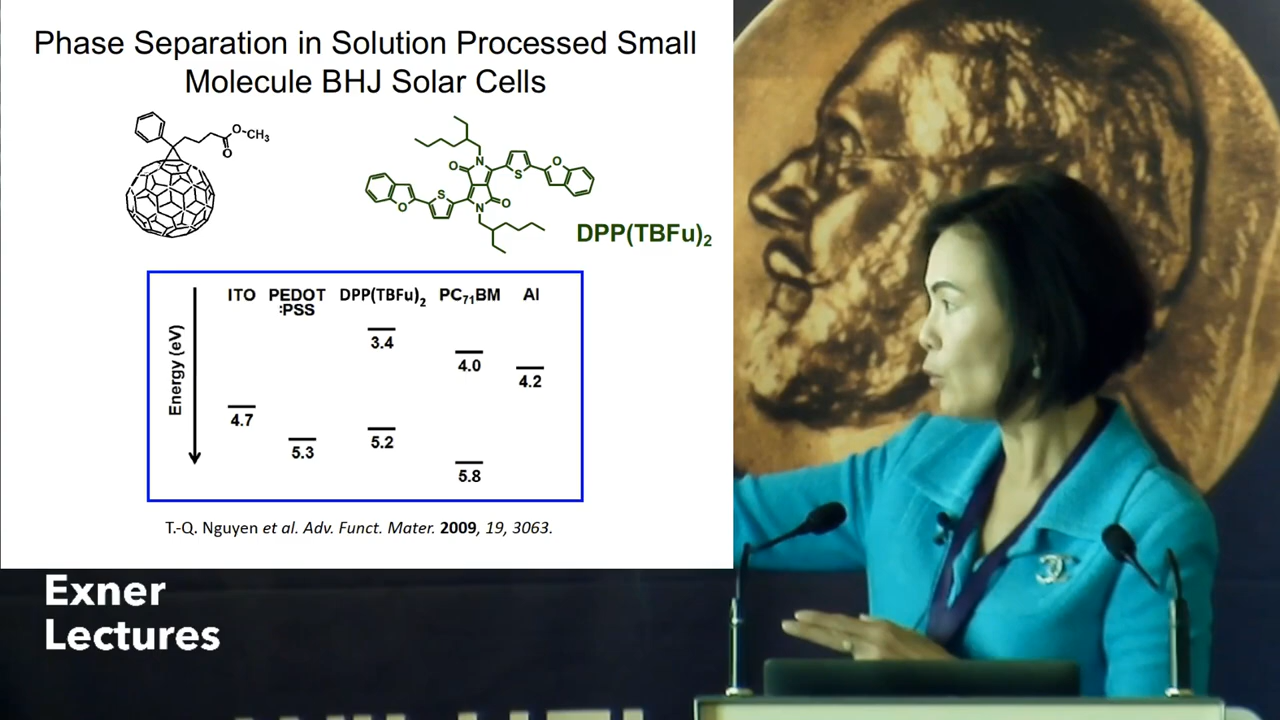 Phase Separation in Solution Processed Small
Molecule BHJ Solar Cells
O
CH₃
O
N
O
S
O
O
S
N
O
DPP(TBFu)₂
Energy (eV)
ITO PEDOT DPP(TBFu)₂ PC₇₁BM Al
:PSS
3.4
4.0
4.2
4.7
5.2
5.3
5.8
T.-Q. Nguyen et al. Adv. Funct. Mater. 2009, 19, 3063.
Exner
Lectures